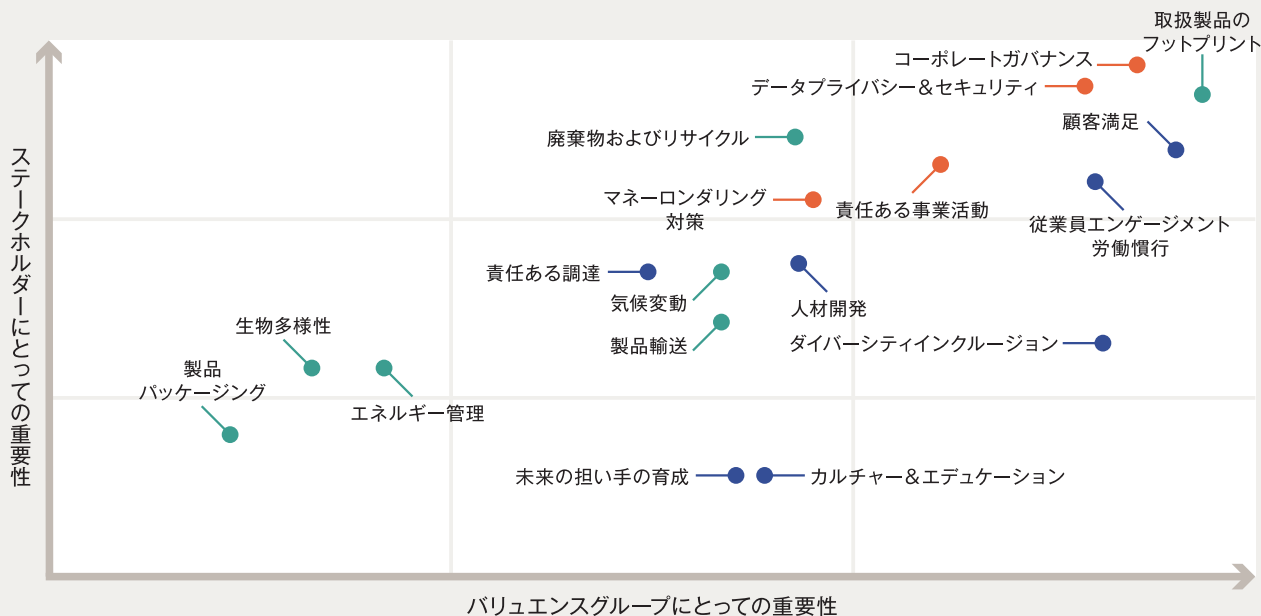 取扱製品の
フットプリント
コーポレートガバナンス
データプライバシー＆セキュリティ
顧客満足
廃棄物およびリサイクル
マネーロンダリング
対策
責任ある事業活動
従業員エンゲージメント
労働慣行
責任ある調達
気候変動
人材開発
製品輸送
ダイバーシティインクルージョン
生物多様性
製品
パッケージング
エネルギー管理
未来の担い手の育成
カルチャー＆エデュケーション
ステークホルダーにとっての重要性
バリュエンスグループにとっての重要性